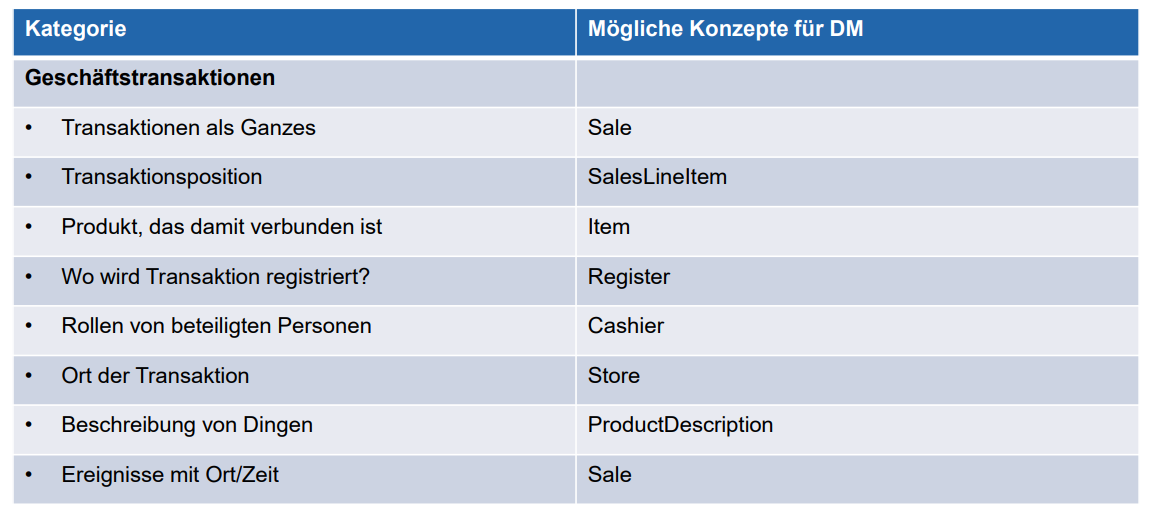 Kategorie Mögliche Konzepte für DM
Geschäftstransaktionen
• Transaktionen als Ganzes Sale
• Transaktionsposition SalesLineItem
• Produkt, das damit verbunden ist Item
• Wo wird Transaktion registriert? Register
• Rollen von beteiligten Personen Cashier
• Ort der Transaktion Store
• Beschreibung von Dingen ProductDescription
• Ereignisse mit Ort/Zeit Sale